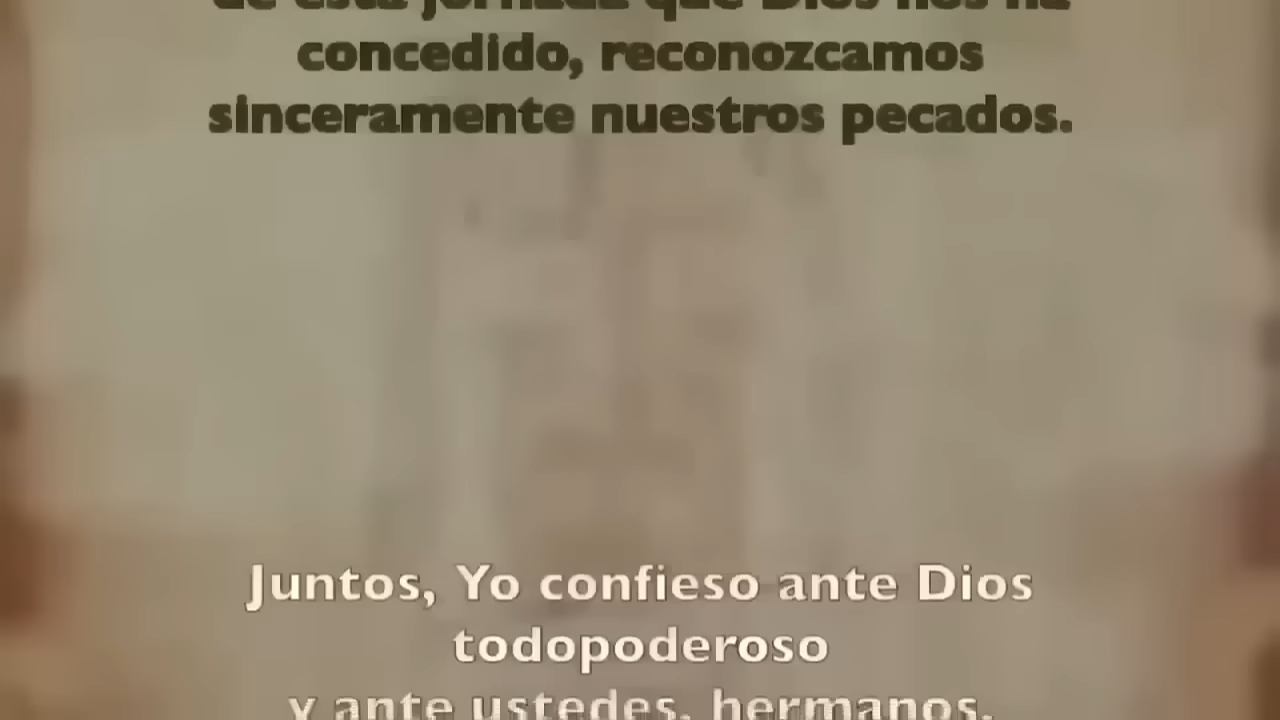 de esta jornada que Dios nos ha
concedido, reconozcamos
sinceramente nuestros pecados.
Juntos, Yo confieso ante Dios
todopoderoso
y ante ustedes, hermanos,